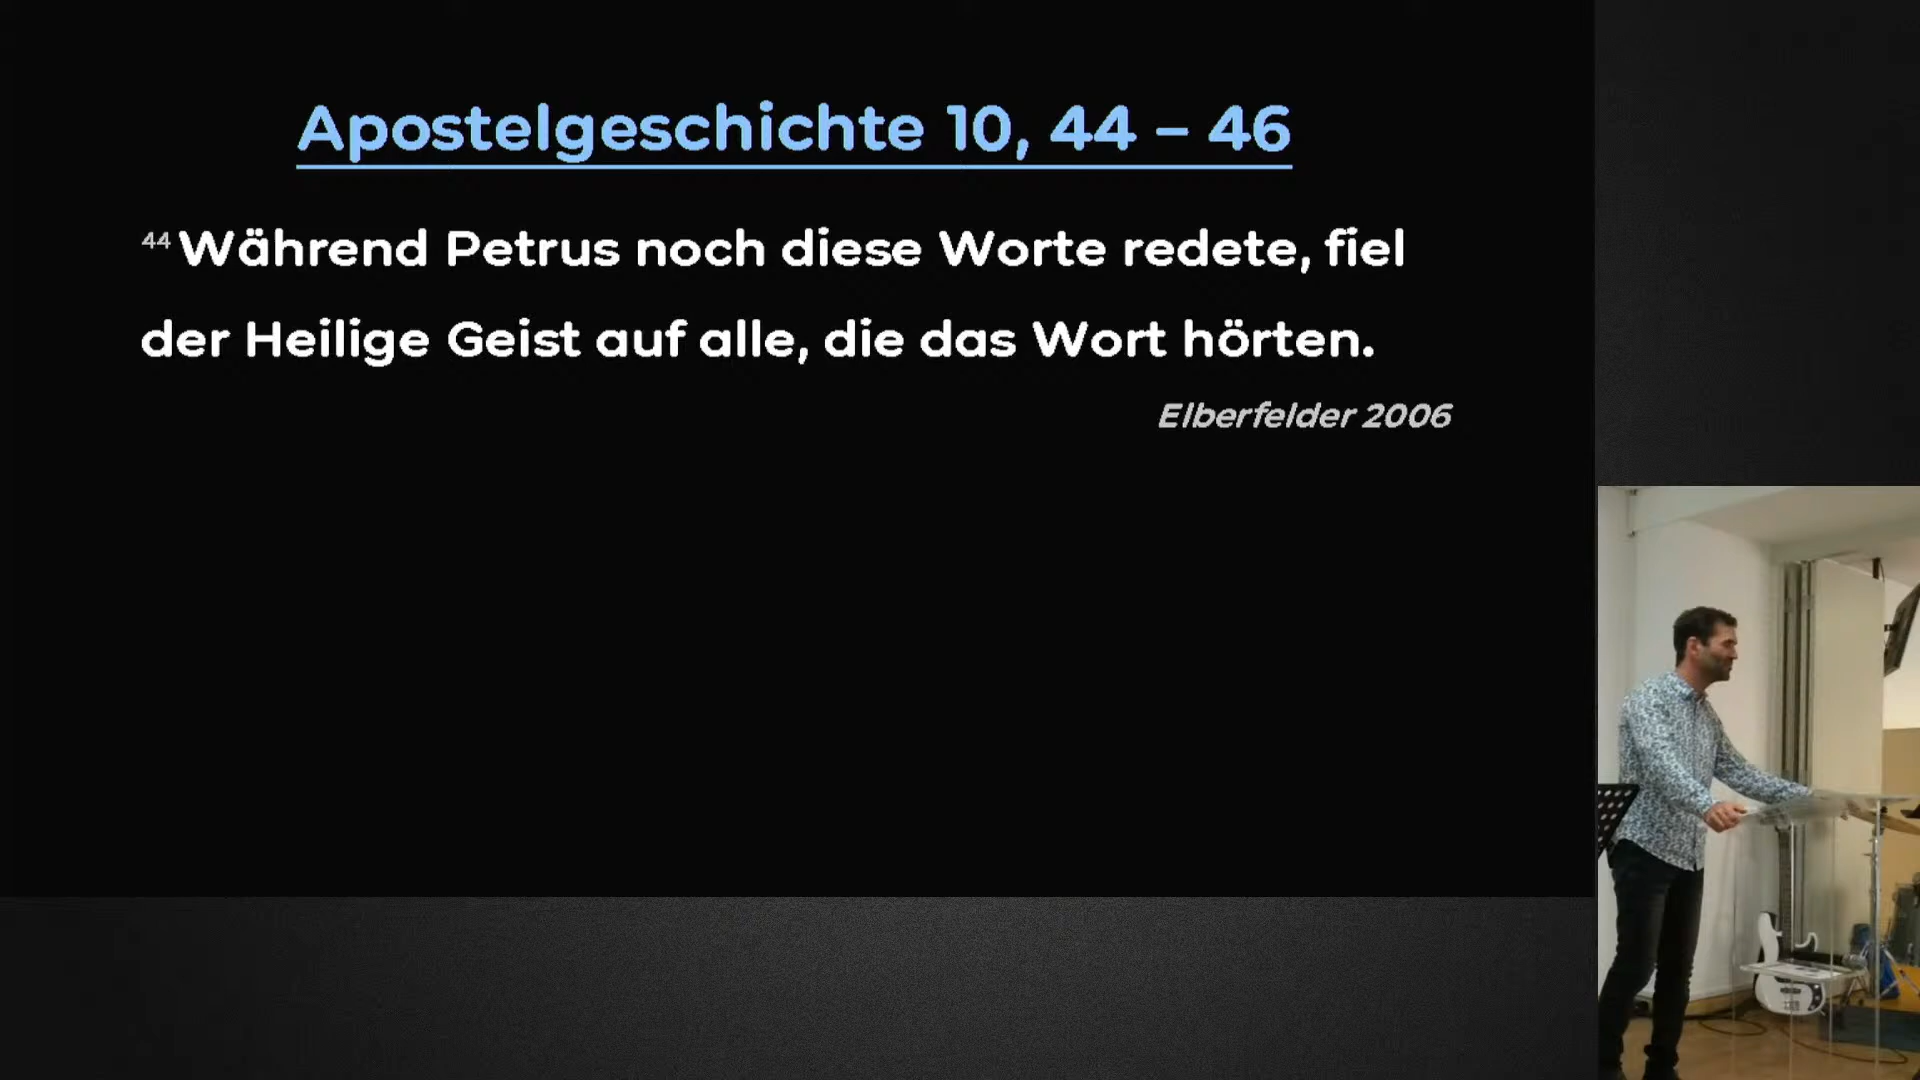 Apostelgeschichte 10, 44 – 46
44 Während Petrus noch diese Worte redete, fiel
der Heilige Geist auf alle, die das Wort hörten.
Elberfelder 2006